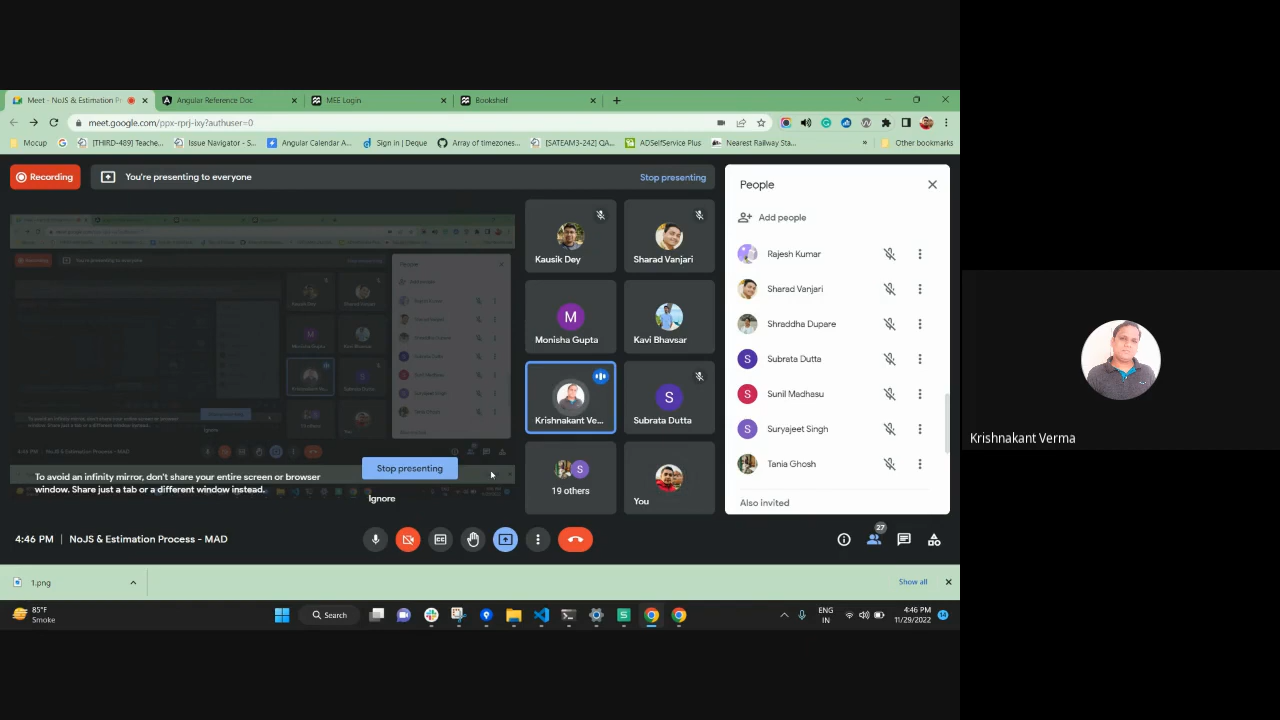 Meet - NoJS & Estimation Pr
Angular Reference Doc
MEE Login
Bookshelf
meet.google.com/ppx-rprj-ixy?authuser=0
Mocup
[THIRD-489] Teache...
Issue Navigator - S...
Angular Calendar A...
Sign in | Deque
Array of timezones...
[SATEAM3-242] QA...
ADSelfService Plus
Nearest Railway Sta...
»
Other bookmarks
Recording
You're presenting to everyone
Stop presenting
People
Add people
Rajesh Kumar
Sharad Vanjari
Shraddha Dupare
Subrata Dutta
Sunil Madhasu
Suryajeet Singh
Tania Ghosh
Also invited
Kausik Dey
Sharad Vanjari
M
Monisha Gupta
Kavi Bhavsar
Krishnakant Ve...
S
Subrata Dutta
S
19 others
You
S
S
S
To avoid an infinity mirror, don't share your entire screen or browser
window. Share just a tab or a different window instead.
Stop presenting
Ignore
4:46 PM | NoJS & Estimation Process - MAD
27
1.png
Show all
85°F
Smoke
Search
ENG
IN
4:46 PM
11/29/2022
Krishnakant Verma